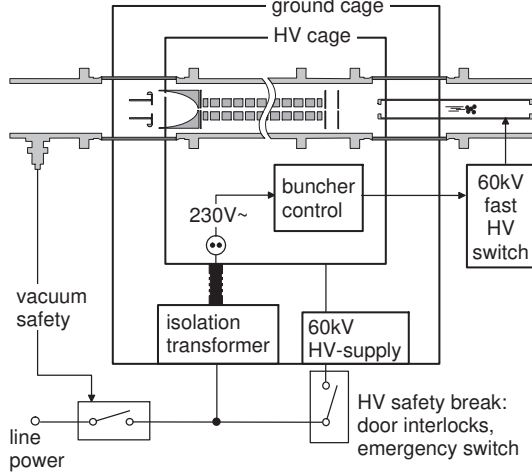 ground cage
HV cage
buncher
control
230V~
60kV
fast
HV
switch
vacuum
safety
isolation
transformer
60kV
HV-supply
HV safety break:
door interlocks,
emergency switch
line
power